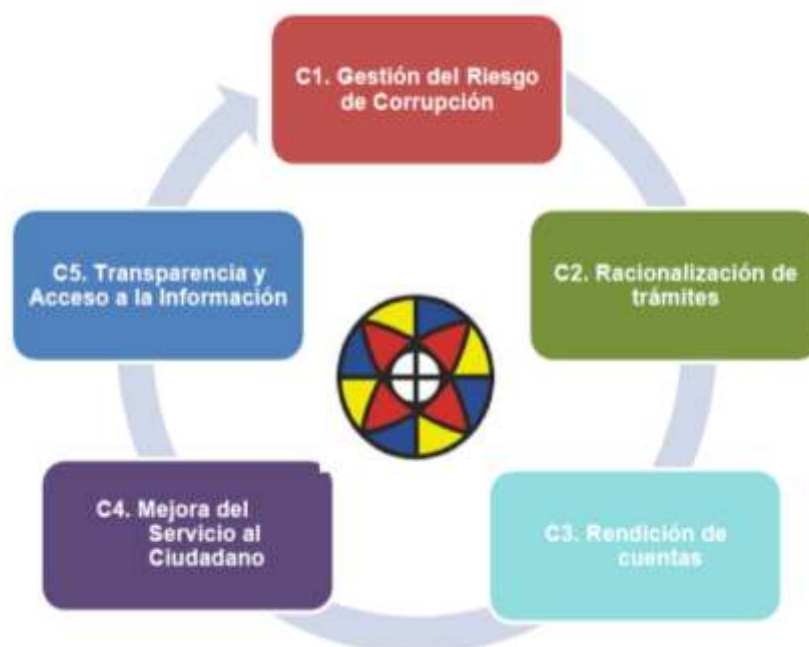 C1. Gestión del Riesgo
de Corrupción
C2. Racionalización de
trámites
C3. Rendición de
cuentas
C4. Mejora del
Servicio al
Ciudadano
C5. Transparencia y
Acceso a la Información